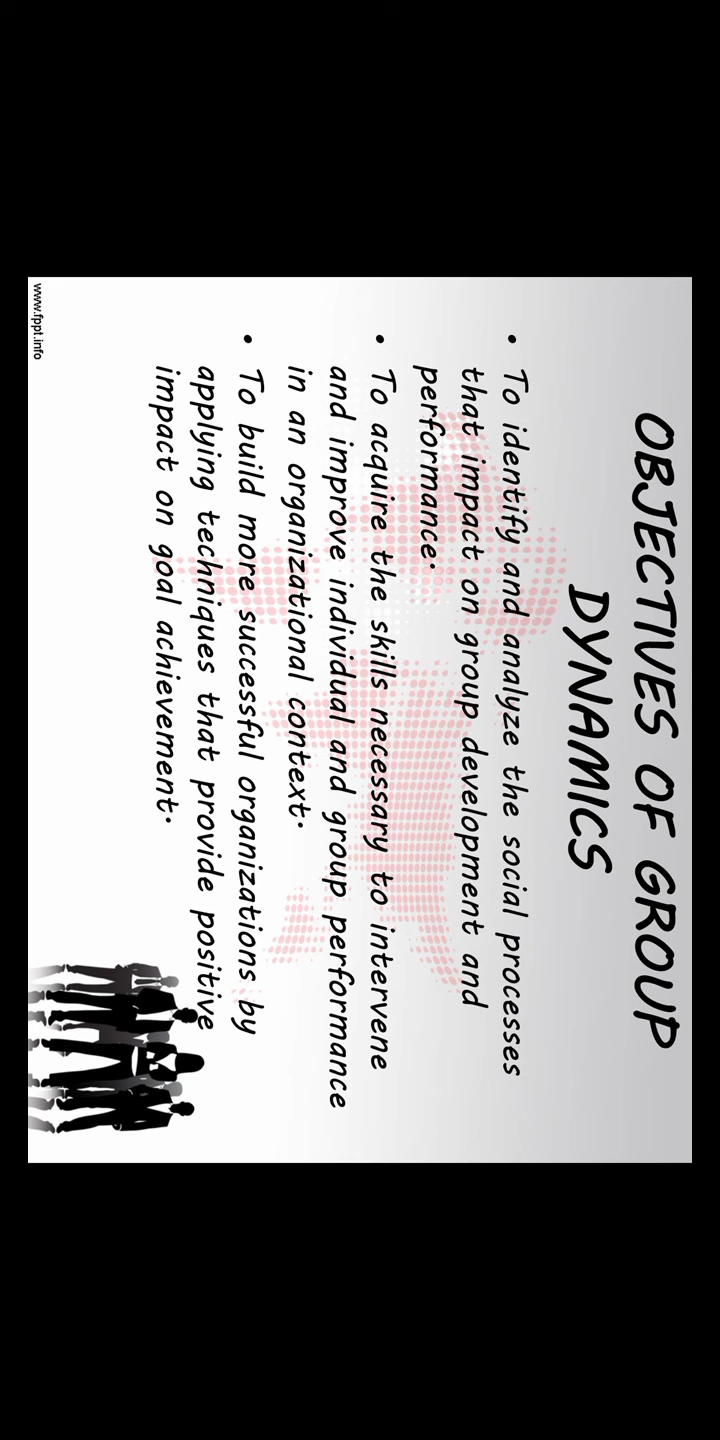 OBJECTIVES OF GROUP
DYNAMICS
• To identify and analyze the social processes
that impact on group development and
performance.
• To acquire the skills necessary to intervene
and improve individual and group performance
in an organizational context.
• To build more successful organizations by
applying techniques that provide positive
impact on goal achievement.
www.fppt.info